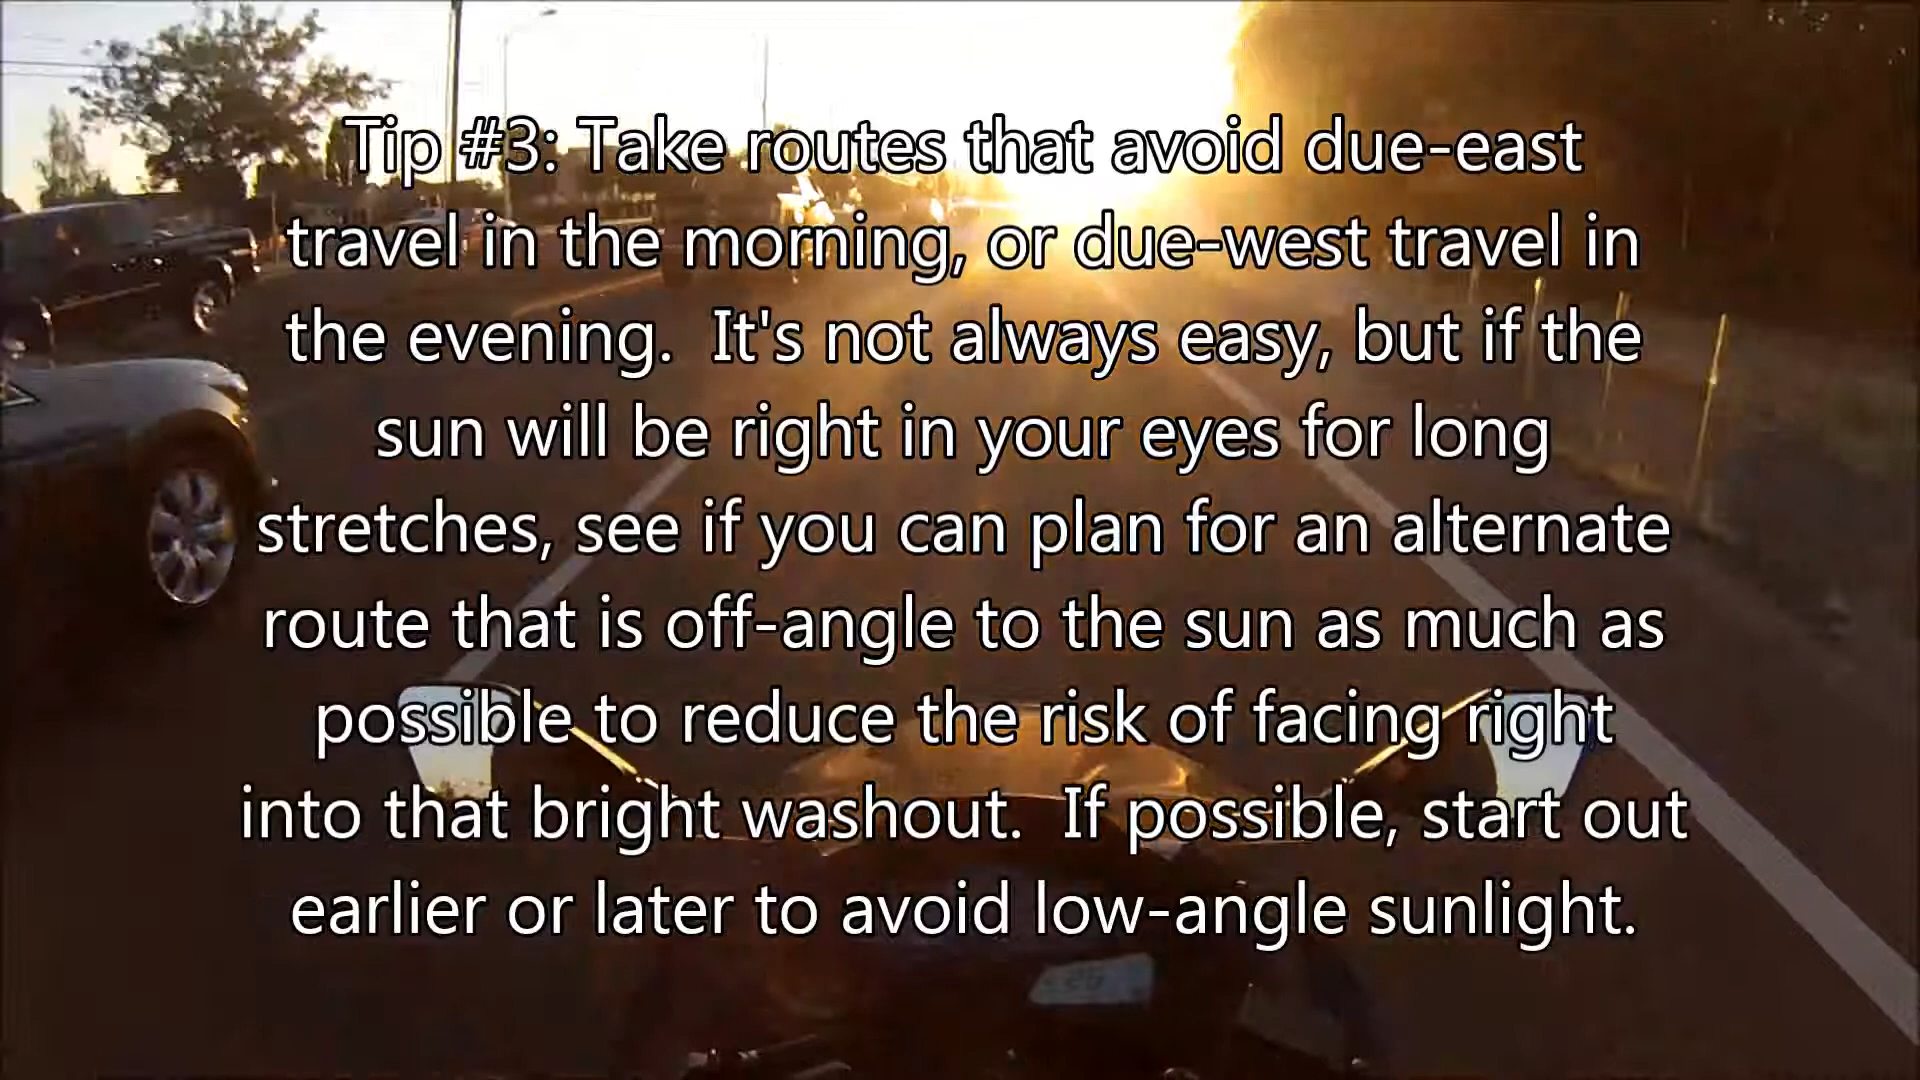 Tip #3: Take routes that avoid due-east
travel in the morning, or due-west travel in
the evening.  It's not always easy, but if the
sun will be right in your eyes for long
stretches, see if you can plan for an alternate
route that is off-angle to the sun as much as
possible to reduce the risk of facing right
into that bright washout.  If possible, start out
earlier or later to avoid low-angle sunlight.